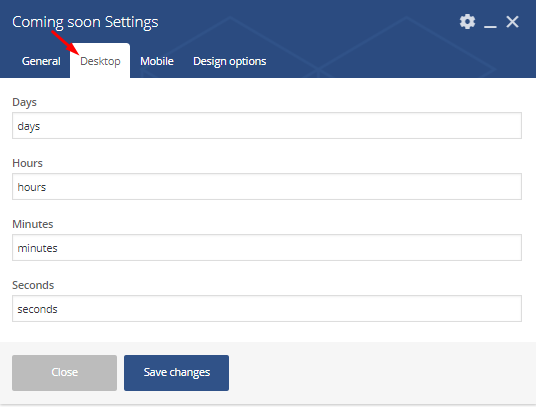 Coming soon Settings
General Desktop Mobile Design options
Days
days
Hours
hours
Minutes
minutes
Seconds
seconds
Close Save changes